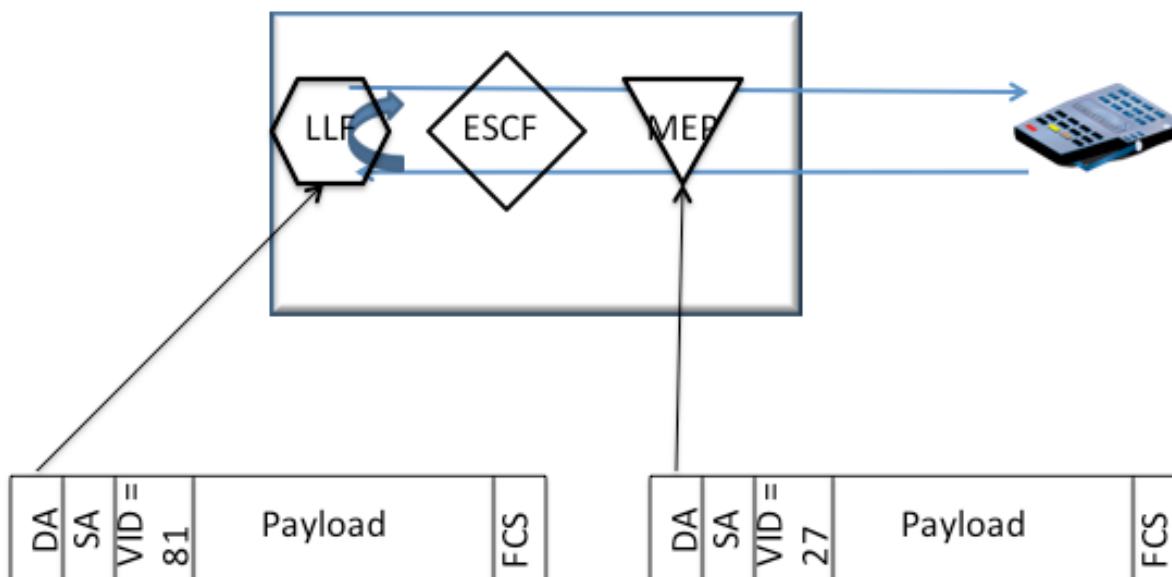 LLF
ESCF
MEP
DA
SA
VID =
81
Payload
FCS
DA
SA
VID =
27
Payload
FCS